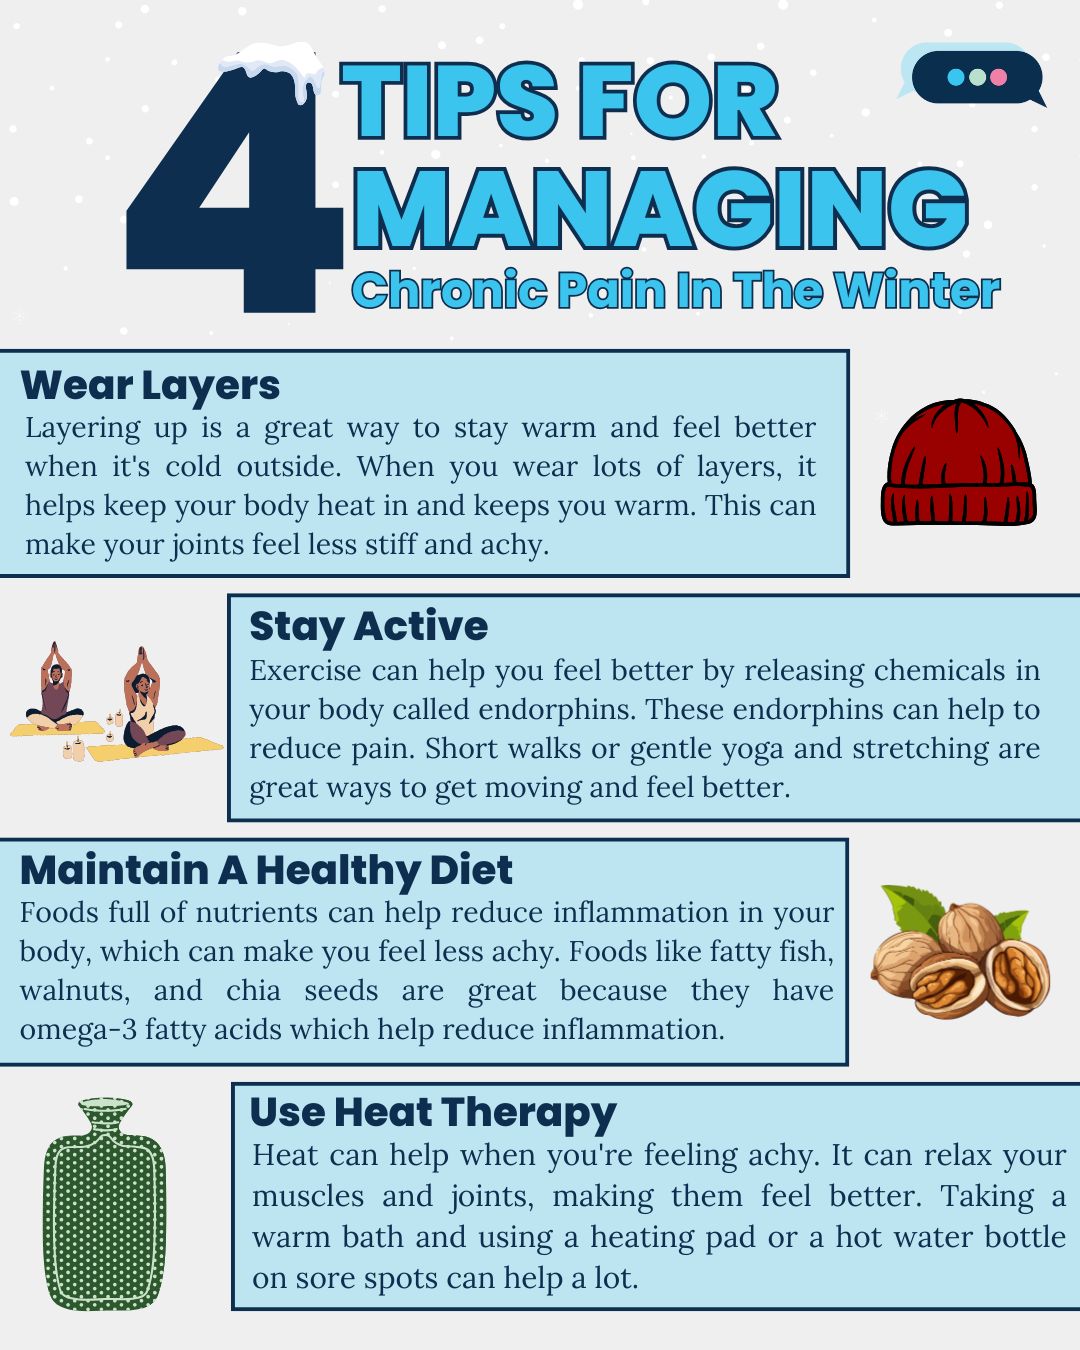 4 TIPS FOR
MANAGING
Chronic Pain In The Winter
Wear Layers
Layering up is a great way to stay warm and feel better
when it's cold outside. When you wear lots of layers, it
helps keep your body heat in and keeps you warm. This can
make your joints feel less stiff and achy.
Stay Active
Exercise can help you feel better by releasing chemicals in
your body called endorphins. These endorphins can help to
reduce pain. Short walks or gentle yoga and stretching are
great ways to get moving and feel better.
Maintain A Healthy Diet
Foods full of nutrients can help reduce inflammation in your
body, which can make you feel less achy. Foods like fatty fish,
walnuts, and chia seeds are great because they have
omega-3 fatty acids which help reduce inflammation.
Use Heat Therapy
Heat can help when you're feeling achy. It can relax your
muscles and joints, making them feel better. Taking a
warm bath and using a heating pad or a hot water bottle
on sore spots can help a lot.